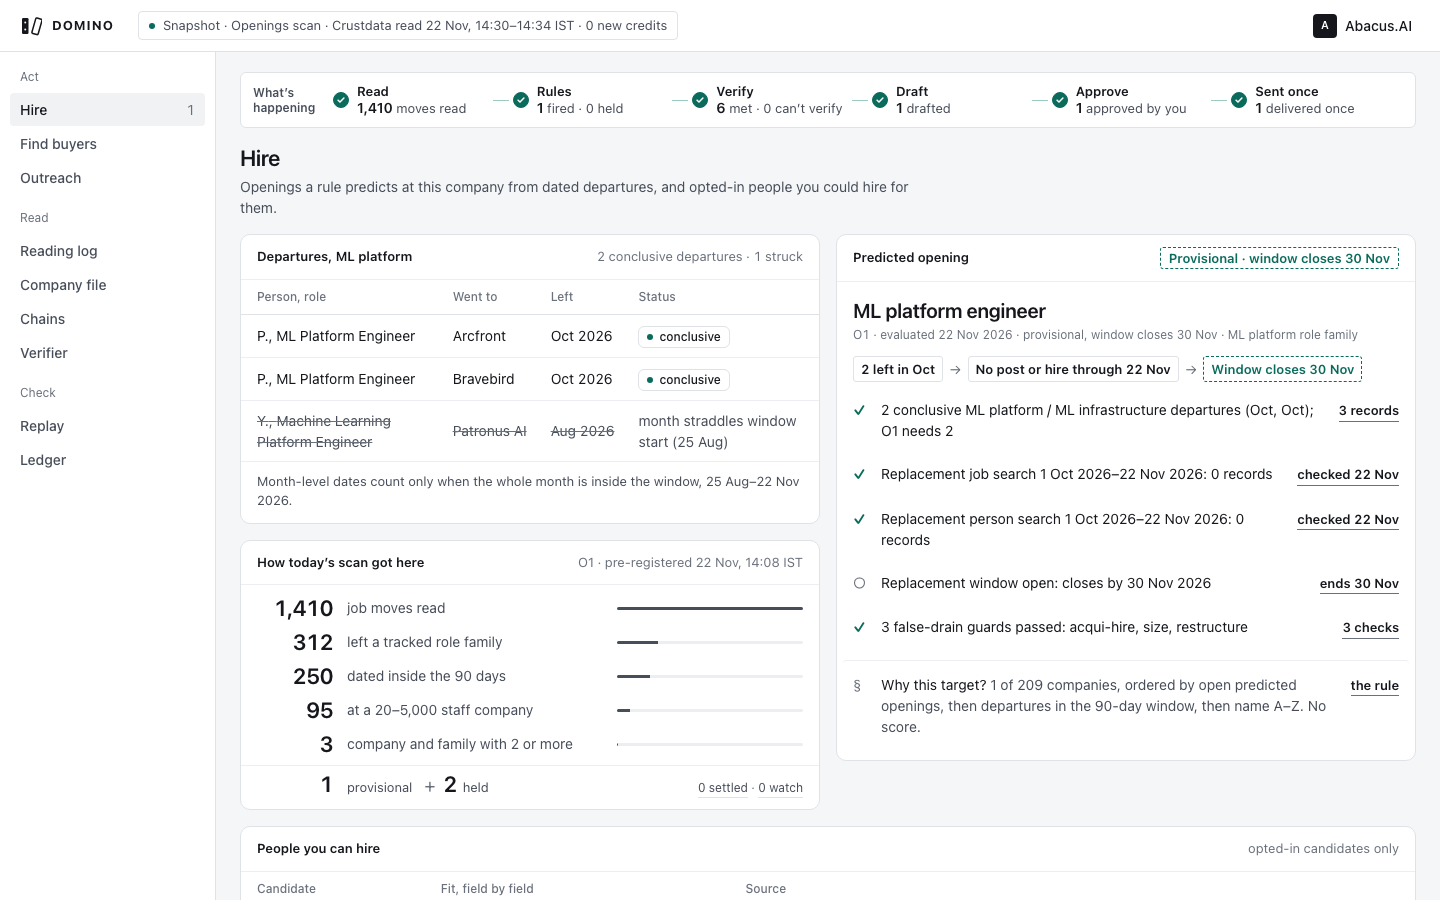 DOMINO
Snapshot · Openings scan · Crustdata read 22 Nov, 14:30–14:34 IST · 0 new credits
A
Abacus.AI
Act
Hire 1
Find buyers
Outreach
Read
Reading log
Company file
Chains
Verifier
Check
Replay
Ledger
What's
happening
Read
1,410 moves read
Rules
1 fired · 0 held
Verify
6 met · 0 can't verify
Draft
1 drafted
Approve
1 approved by you
Sent once
1 delivered once
Hire
Openings a rule predicts at this company from dated departures, and opted-in people you could hire for
them.
Departures, ML platform
2 conclusive departures · 1 struck
Person, role Went to Left Status
P., ML Platform Engineer Arcfront Oct 2026 conclusive
P., ML Platform Engineer Bravebird Oct 2026 conclusive
Y., Machine Learning
Platform Engineer
Patronus AI Aug 2026
month straddles window
start (25 Aug)
Month-level dates count only when the whole month is inside the window, 25 Aug–22 Nov
2026.
How today's scan got here
O1 · pre-registered 22 Nov, 14:08 IST
1,410 job moves read
312 left a tracked role family
250 dated inside the 90 days
95 at a 20–5,000 staff company
3 company and family with 2 or more
1 provisional + 2 held
0 settled · 0 watch
Predicted opening
Provisional · window closes 30 Nov
ML platform engineer
O1 · evaluated 22 Nov 2026 · provisional, window closes 30 Nov · ML platform role family
2 left in Oct → No post or hire through 22 Nov → Window closes 30 Nov
2 conclusive ML platform / ML infrastructure departures (Oct, Oct);
O1 needs 2
3 records
Replacement job search 1 Oct 2026–22 Nov 2026: 0 records
checked 22 Nov
Replacement person search 1 Oct 2026–22 Nov 2026: 0
records
checked 22 Nov
Replacement window open: closes by 30 Nov 2026
ends 30 Nov
3 false-drain guards passed: acqui-hire, size, restructure
3 checks
§ Why this target? 1 of 209 companies, ordered by open predicted
openings, then departures in the 90-day window, then name A–Z. No
score.
the rule
People you can hire
opted-in candidates only
Candidate Fit, field by field Source